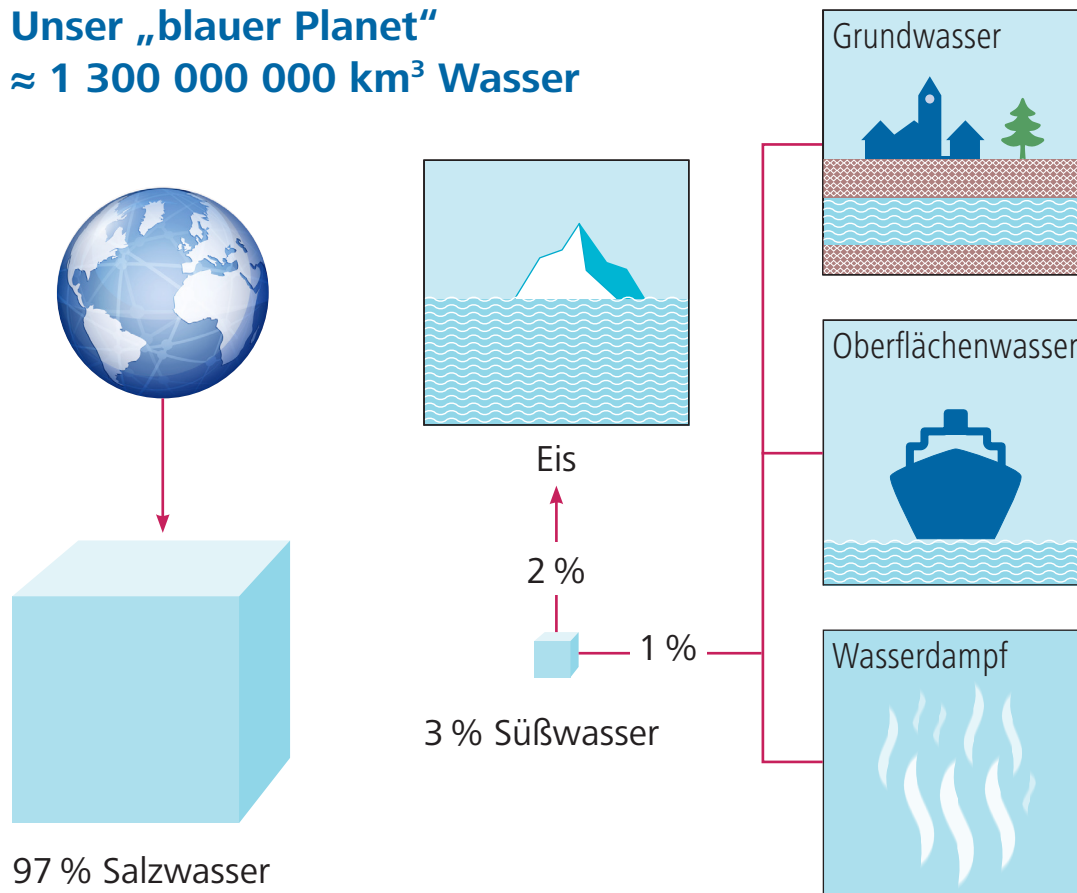 Unser „blauer Planet“
≈ 1 300 000 000 km³ Wasser
Grundwasser
Oberflächenwasser
Eis
2 %
1 %
Wasserdampf
3 % Süßwasser
97 % Salzwasser